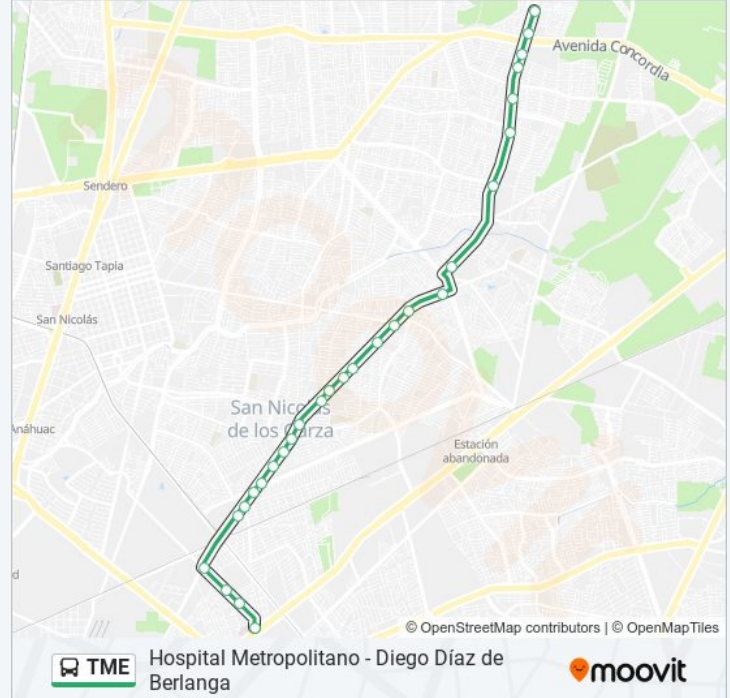 Avenida Concordia
Sendero
Santiago Tapia
San Nicolás
San Nicolás
de los Garza
Anáhuac
Estación
abandonada
d
© OpenStreetMap contributors | © OpenMapTiles
TME
Hospital Metropolitano - Diego Díaz de
Berlanga
moovit